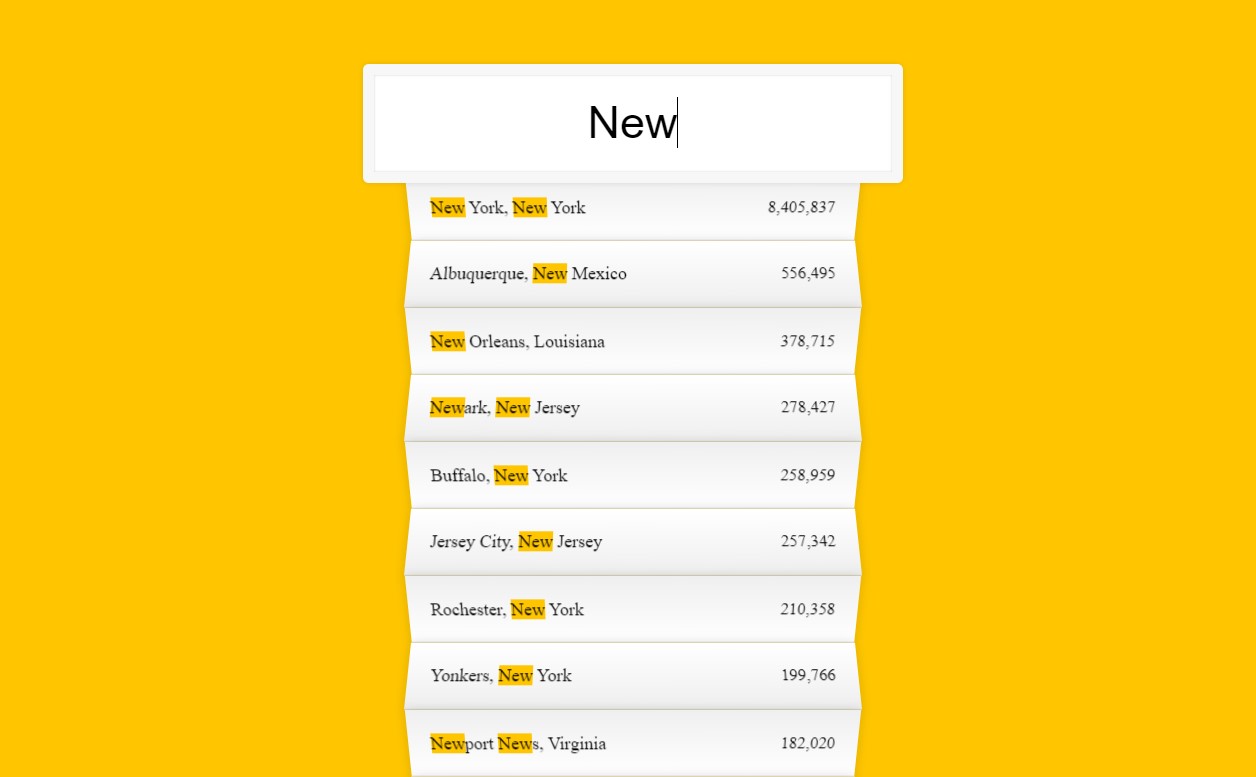 New
New York, New York 8,405,837
Albuquerque, New Mexico 556,495
New Orleans, Louisiana 378,715
Newark, New Jersey 278,427
Buffalo, New York 258,959
Jersey City, New Jersey 257,342
Rochester, New York 210,358
Yonkers, New York 199,766
Newport News, Virginia 182,020